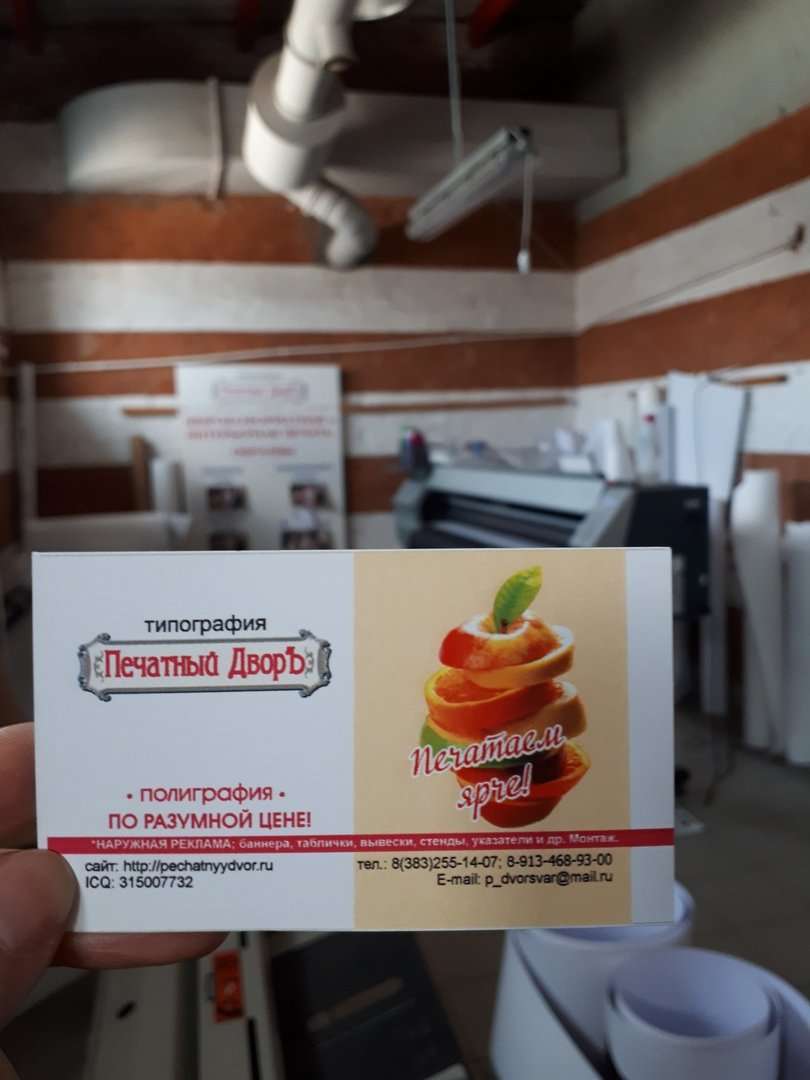 типография
Печатный ДворЪ
• ПОЛИГРАФИЯ •
ПО РАЗУМНОЙ ЦЕНЕ!
Печатаем
ярче!
*НАРУЖНАЯ РЕКЛАМА; баннера, таблички, вывески, стенды, указатели и др. Монтаж.
сайт: http://pechatnyydvor.ru
ICQ: 315007732
тел.: 8(383)255-14-07; 8-913-468-93-00
E-mail: p_dvorsvar@mail.ru